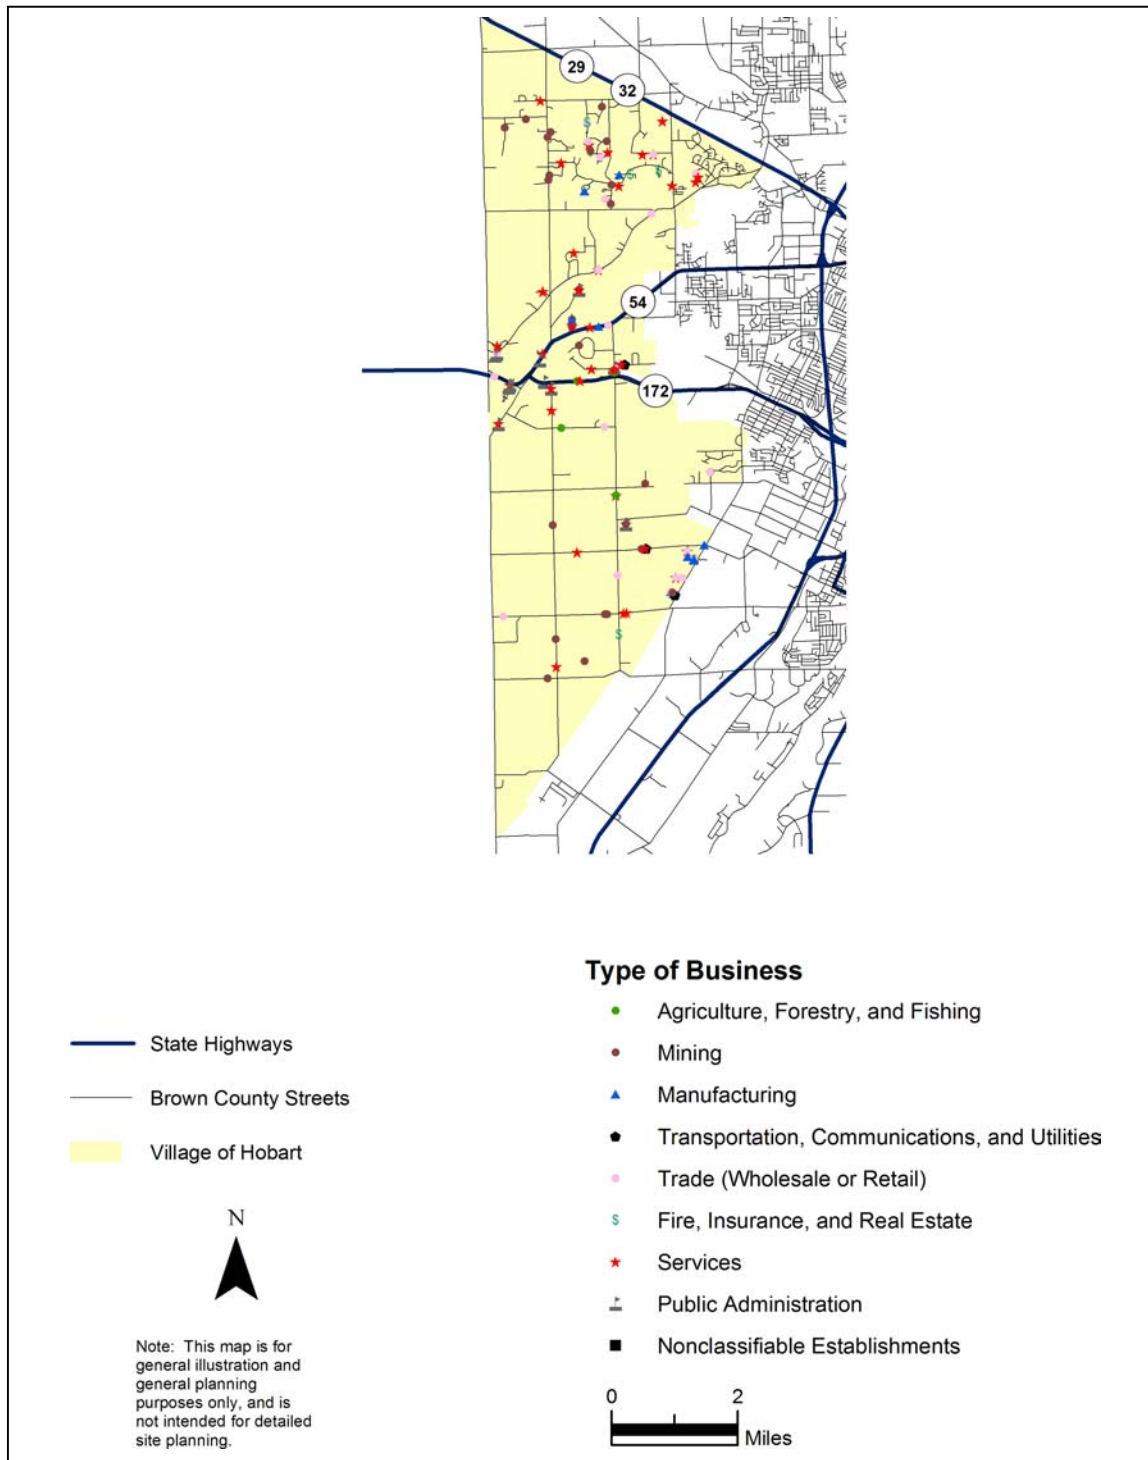 29
32
54
172
Type of Business
Agriculture, Forestry, and Fishing
Mining
Manufacturing
Transportation, Communications, and Utilities
Trade (Wholesale or Retail)
Fire, Insurance, and Real Estate
Services
Public Administration
Nonclassifiable Establishments
State Highways
Brown County Streets
Village of Hobart
N
Note: This map is for
general illustration and
general planning
purposes only, and is
not intended for detailed
site planning.
0 2
Miles